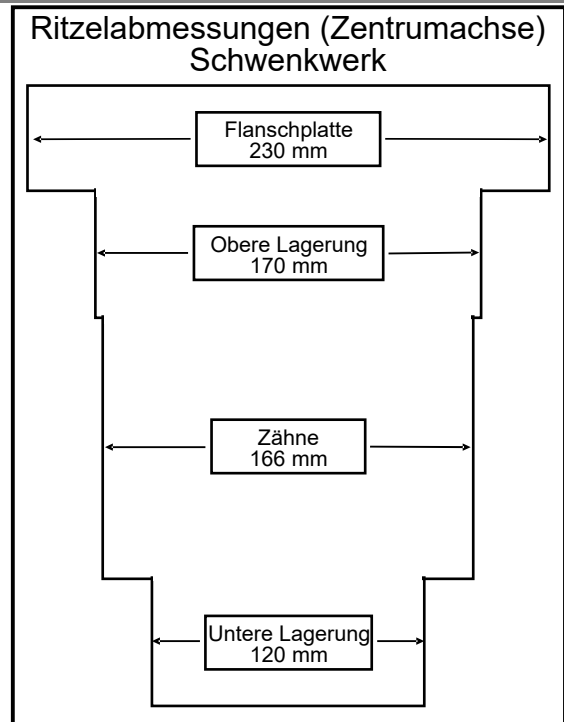 Ritzelabmessungen (Zentrumachse)
Schwenkwerk
Flanschplatte
230 mm
Obere Lagerung
170 mm
Zähne
166 mm
Untere Lagerung
120 mm